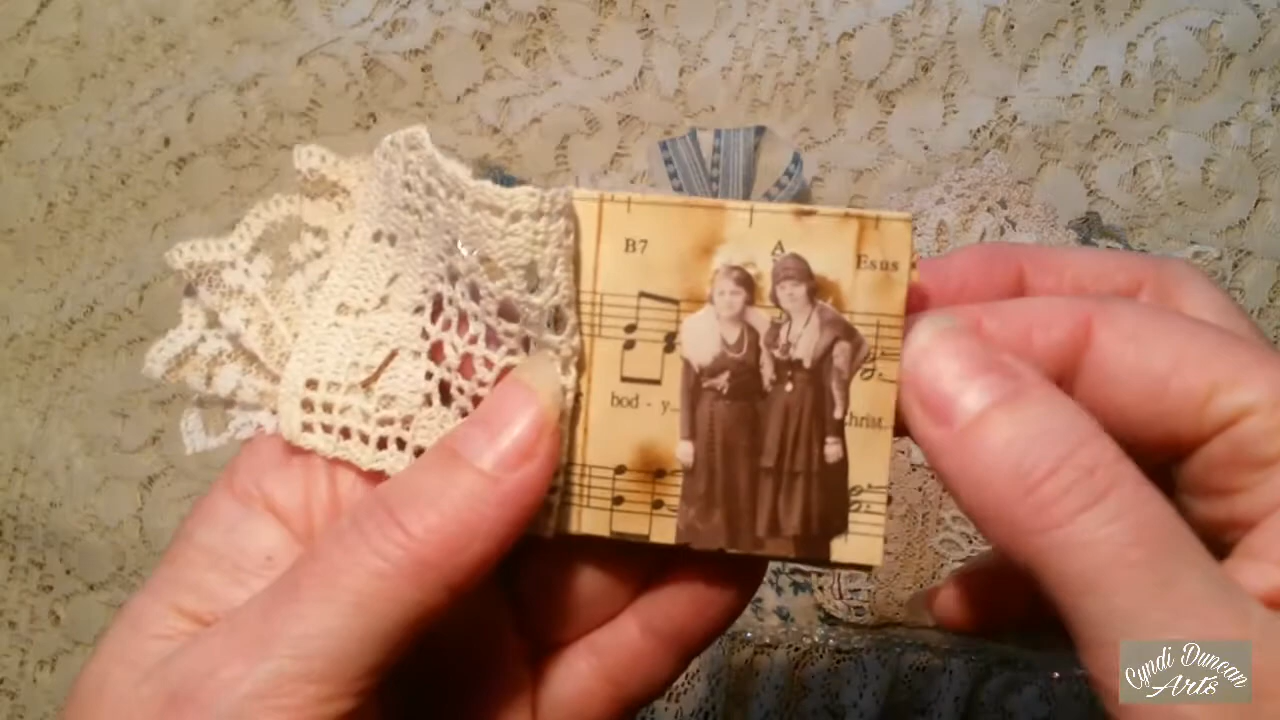 B7 A
Esus
bod - y
Christ.
Cyndi Duncan
Arts